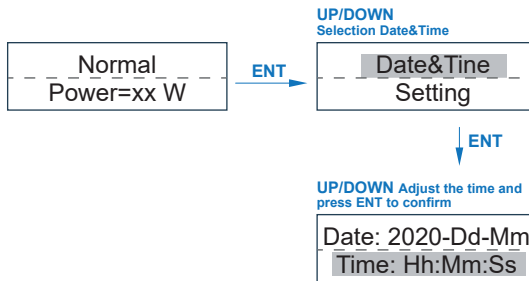 UP/DOWN
Selection Date&Time
Normal
Power=xx W
ENT
Date&Tine
Setting
ENT
UP/DOWN Adjust the time and
press ENT to confirm
Date: 2020-Dd-Mm
Time: Hh:Mm:Ss